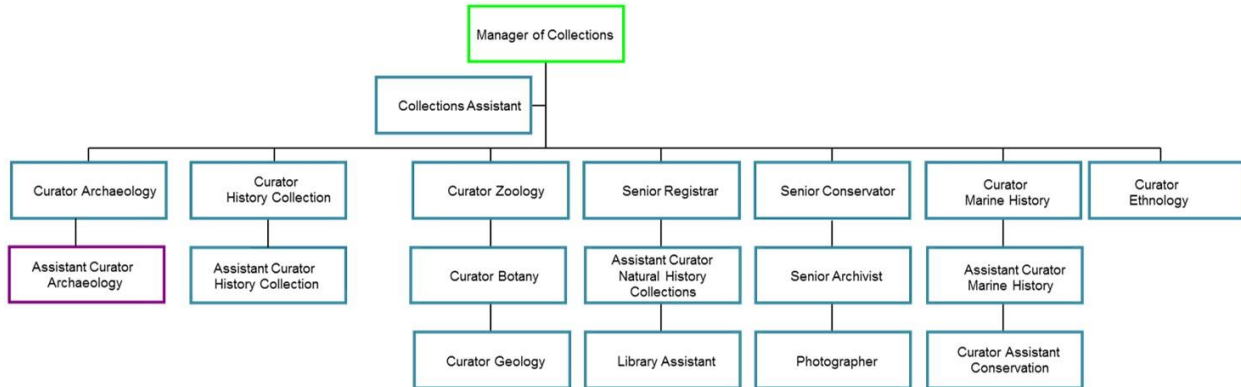 Manager of Collections
Collections Assistant
Curator Archaeology
Curator
History Collection
Curator Zoology
Senior Registrar
Senior Conservator
Curator
Marine History
Curator
Ethnology
Assistant Curator
Archaeology
Assistant Curator
History Collection
Curator Botany
Assistant Curator
Natural History
Collections
Senior Archivist
Assistant Curator
Marine History
Curator Geology
Library Assistant
Photographer
Curator Assistant
Conservation